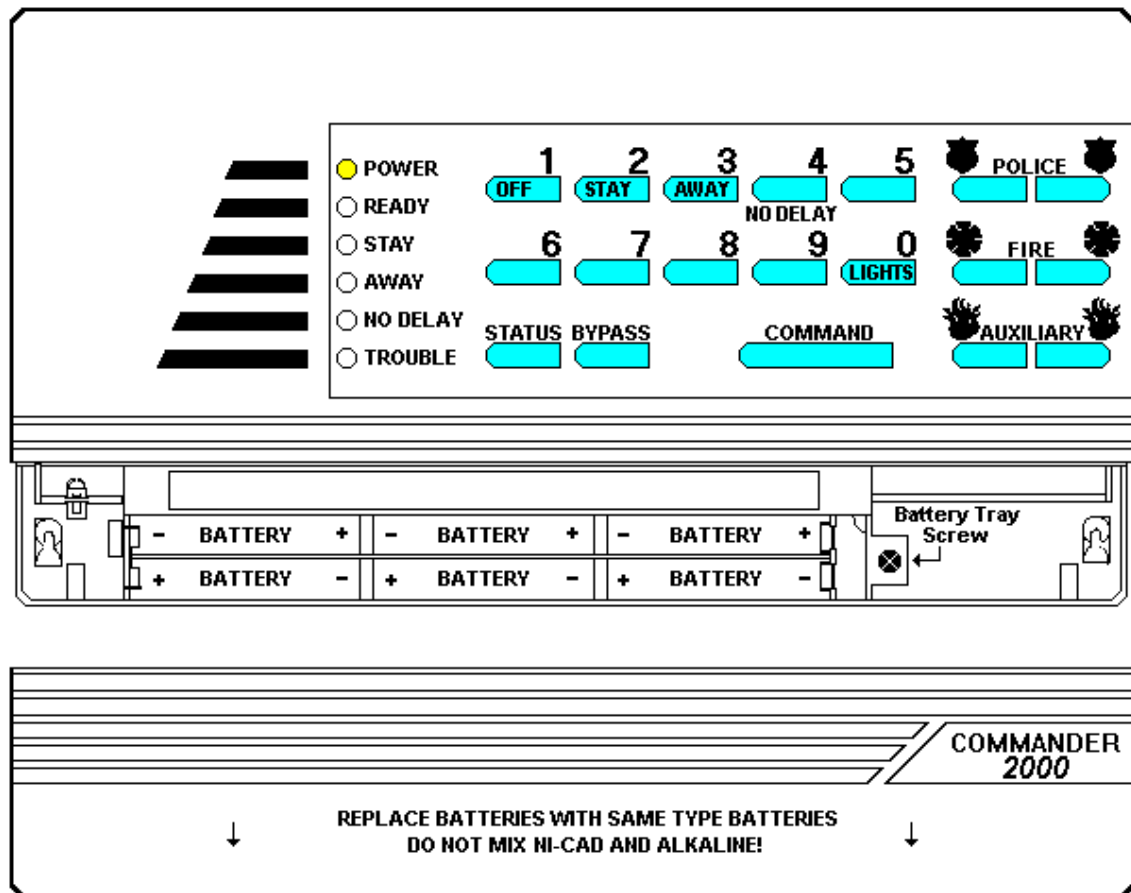 POWER
READY
STAY
AWAY
NO DELAY
TROUBLE
1 2 3 4 5
OFF STAY AWAY
NO DELAY
6 7 8 9 0
LIGHTS
STATUS BYPASS COMMAND
POLICE
FIRE
AUXILIARY
- BATTERY + - BATTERY + - BATTERY +
+ BATTERY - + BATTERY - + BATTERY -
Battery Tray
Screw
COMMANDER
2000
REPLACE BATTERIES WITH SAME TYPE BATTERIES
DO NOT MIX NI-CAD AND ALKALINE!